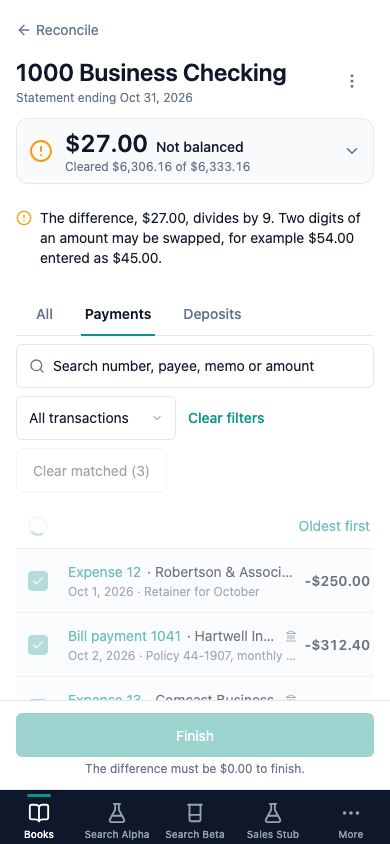 Reconcile
1000 Business Checking
Statement ending Oct 31, 2026
$27.00 Not balanced
Cleared $6,306.16 of $6,333.16
The difference, $27.00, divides by 9. Two digits of
an amount may be swapped, for example $54.00
entered as $45.00.
All Payments Deposits
Search number, payee, memo or amount
All transactions Clear filters
Clear matched (3)
Oldest first
Expense 12 · Robertson & Associ... -$250.00
Oct 1, 2026 · Retainer for October
Bill payment 1041 · Hartwell In... -$312.40
Oct 2, 2026 · Policy 44-1907, monthly ...
Expense 13 · Comcast Business
Finish
The difference must be $0.00 to finish.
Books Search Alpha Search Beta Sales Stub More